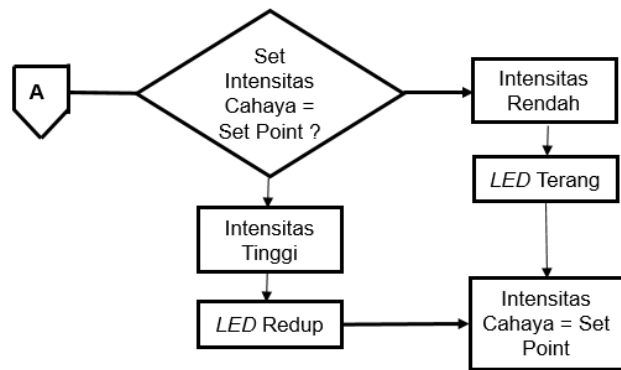 A
Set
Intensitas
Cahaya =
Set Point ?
Intensitas
Rendah
LED Terang
Intensitas
Tinggi
LED Redup
Intensitas
Cahaya = Set
Point